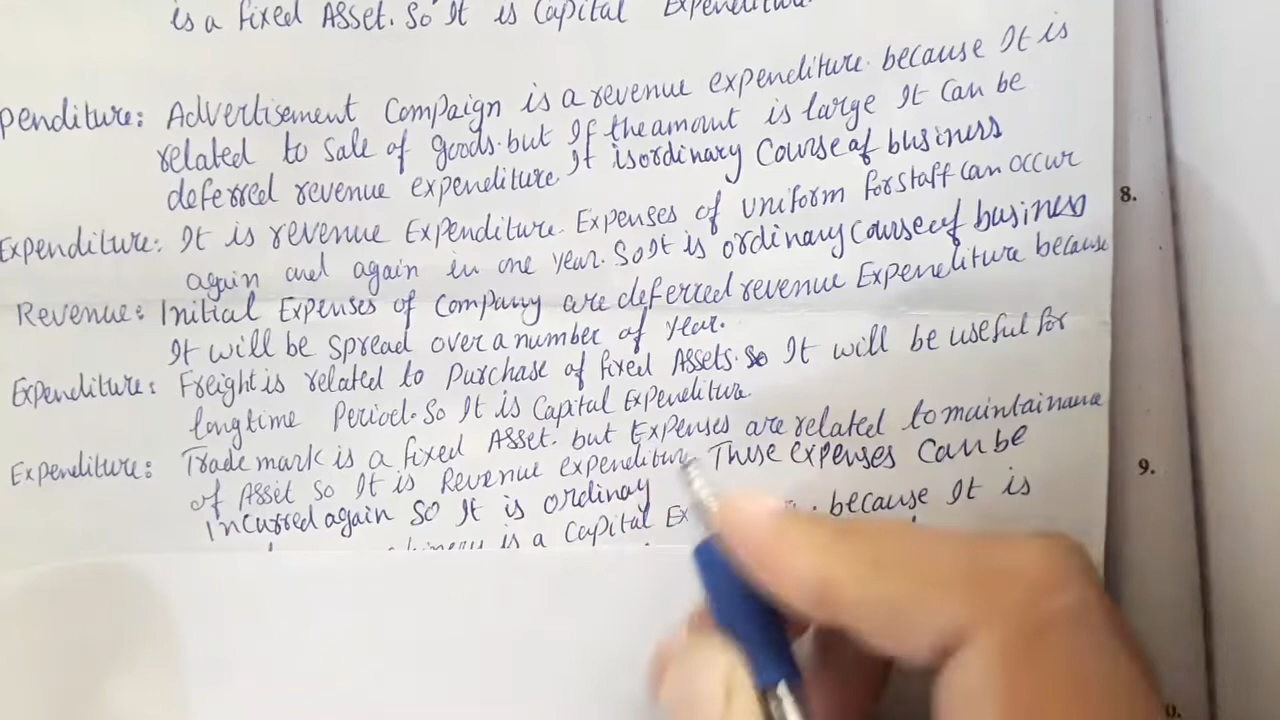 is a fixed Asset. So It is Capital Expenditure.
penditure: Advertisement Compaign is a revenue expenditure. because It is
related to Sale of goods. but If the amount is large It can be
deferred revenue expenditure. It is ordinary Course of business
Expenditure: It is revenue Expenditure. Expenses of uniform for staff can occur
again and again in one year. So It is ordinary Course of business
Revenue: Initial Expenses of Company are deferred revenue Expenditure because
It will be spread over a number of year.
Expenditure: Freight is related to Purchase of fixed Assets. So It will be useful for
long time Period. So It is Capital Expenditure.
Expenditure: Trade mark is a fixed Asset. but Expenses are related to maintainance
of Asset So It is Revenue expenditure. These expenses Can be
incurred again So It is ordinay
is a Capital Ex because It is
8.
9.